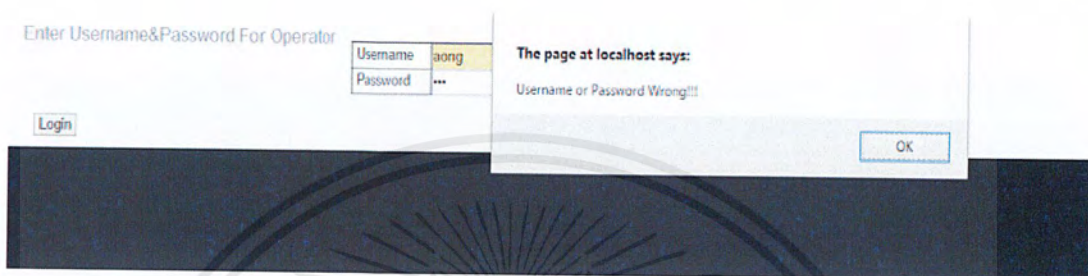 Enter Username&Password For Operator
Username aong
Password •••
Login
The page at localhost says:
Username or Password Wrong!!!
OK